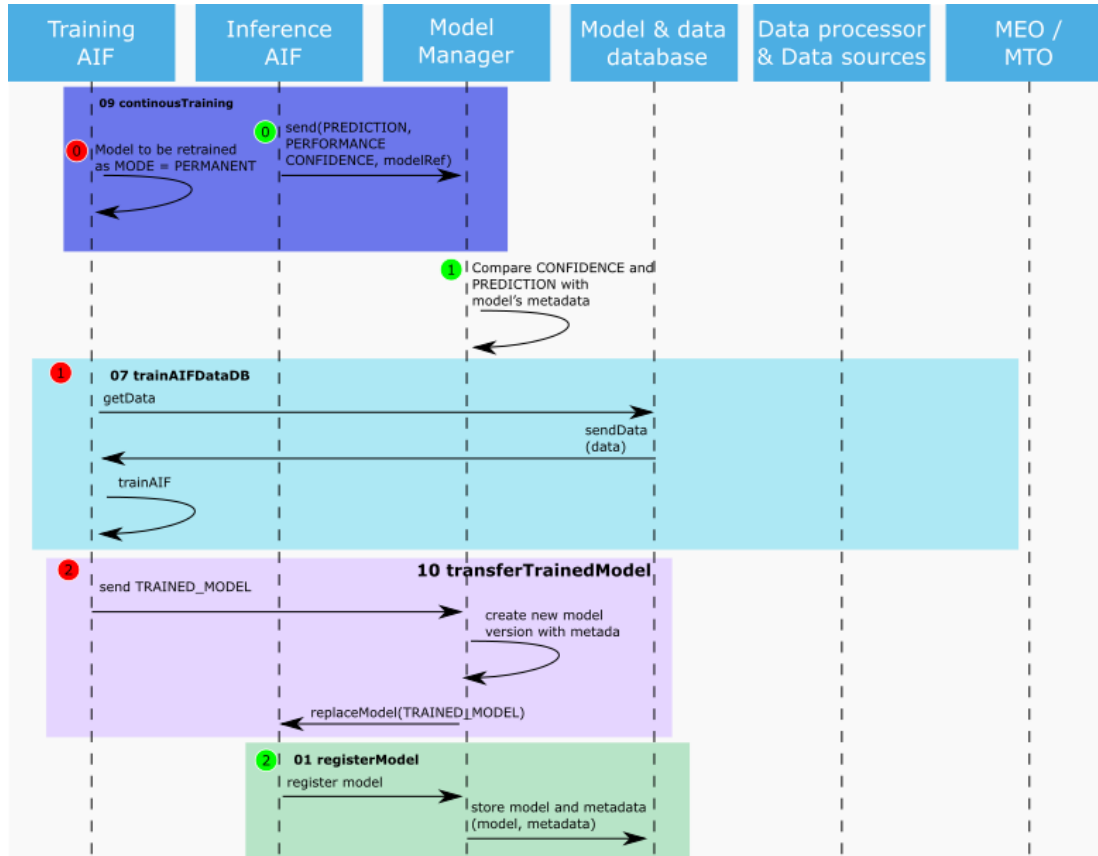 Training
AIF
Inference
AIF
Model
Manager
Model & data
database
Data processor
& Data sources
MEO /
MTO
09 continousTraining
0
Model to be retrained
as MODE = PERMANENT
0
send(PREDICTION,
PERFORMANCE
CONFIDENCE, modelRef)
1
Compare CONFIDENCE and
PREDICTION with
model's metadata
1
07 trainAIFDataDB
getData
sendData
(data)
trainAIF
2
10 transferTrainedModel
send TRAINED_MODEL
create new model
version with metada
replaceModel(TRAINED_MODEL)
2
01 registerModel
register model
store model and metadata
(model, metadata)